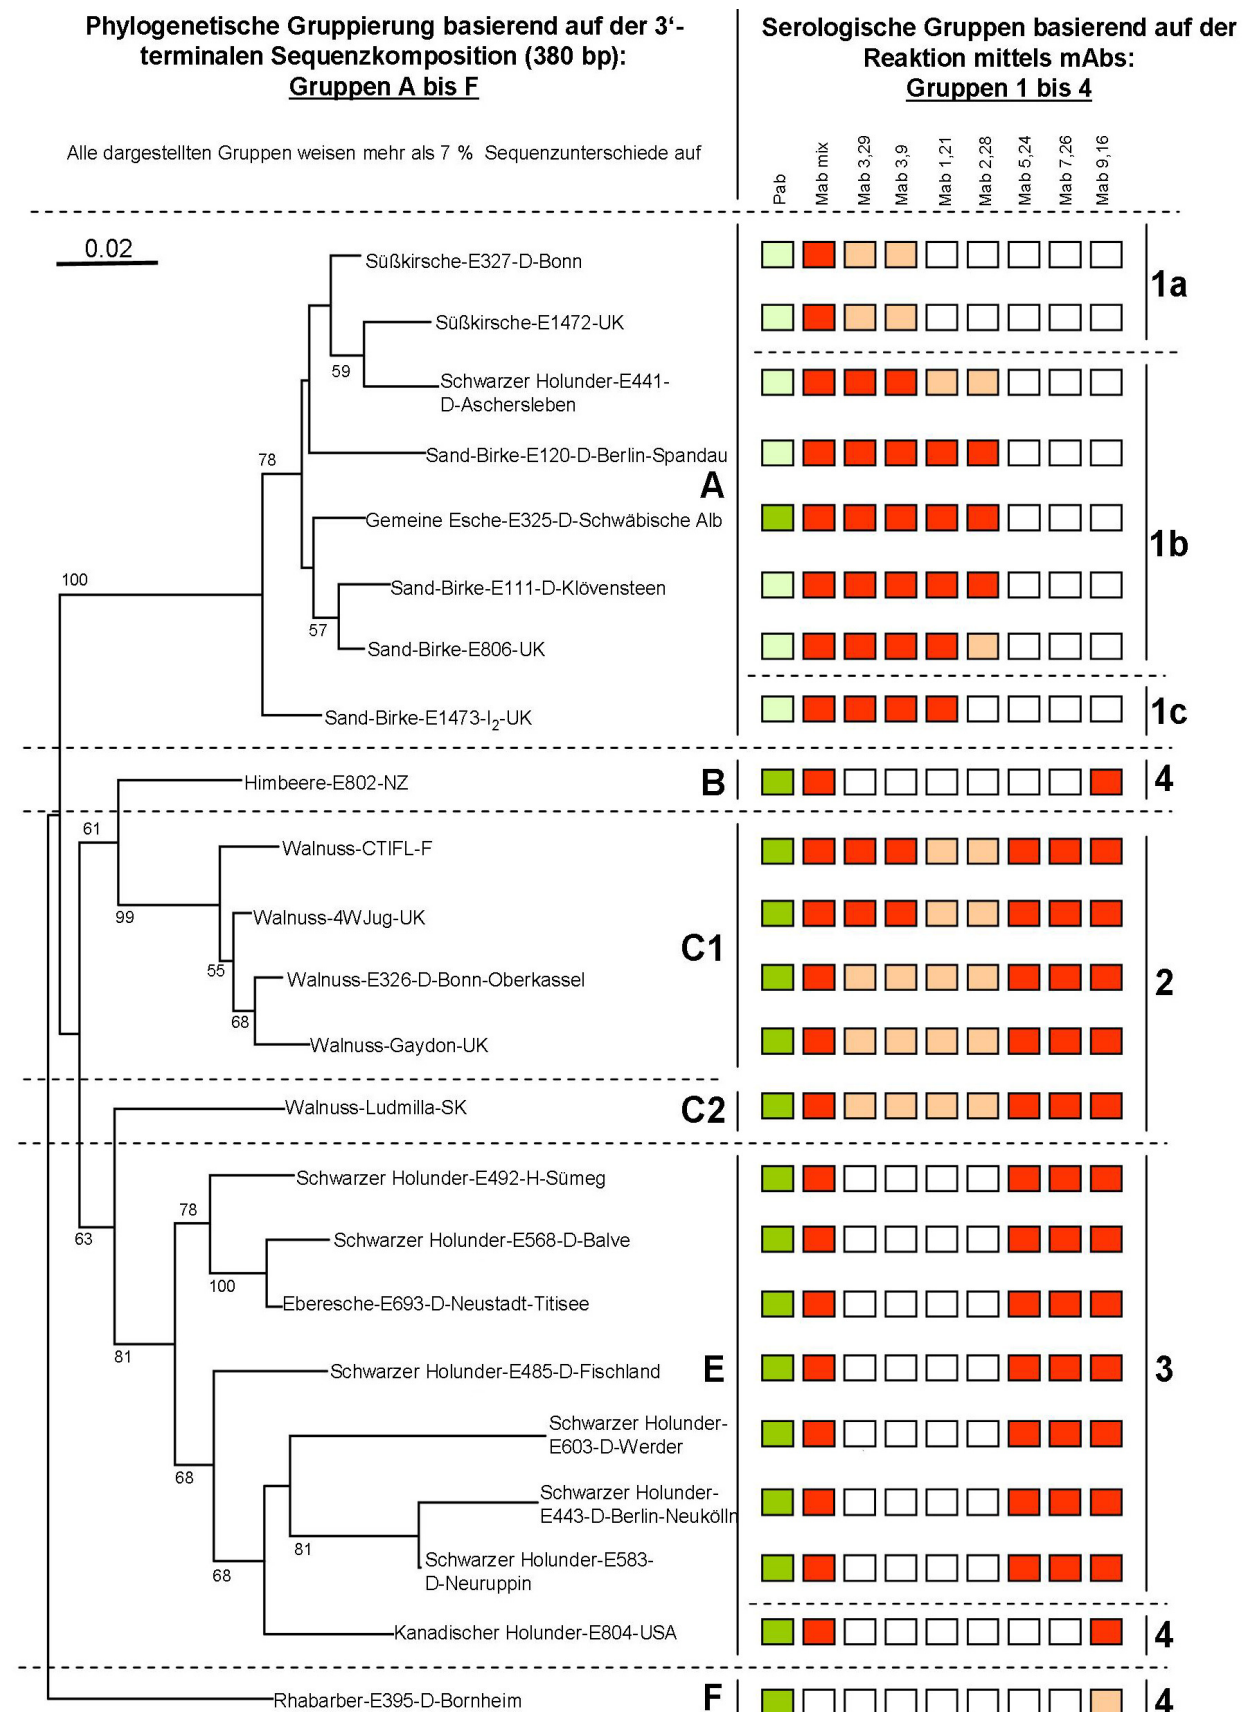 Phylogenetische Gruppierung basierend auf der 3‘-
terminalen Sequenzkomposition (380 bp):
Gruppen A bis F
Alle dargestellten Gruppen weisen mehr als 7 % Sequenzunterschiede auf
Serologische Gruppen basierend auf der
Reaktion mittels mAbs:
Gruppen 1 bis 4
Pab
Mab mix
Mab 3,29
Mab 3,9
Mab 1,21
Mab 2,28
Mab 5,24
Mab 7,26
Mab 9,16
0.02
Süßkirsche-E327-D-Bonn
1a
Süßkirsche-E1472-UK
59
Schwarzer Holunder-E441-
D-Aschersleben
Sand-Birke-E120-D-Berlin-Spandau
78
A
Gemeine Esche-E325-D-Schwäbische Alb
1b
100
Sand-Birke-E111-D-Klövensteen
57
Sand-Birke-E806-UK
Sand-Birke-E1473-I2-UK
1c
Himbeere-E802-NZ
B
4
61
Walnuss-CTIFL-F
99
Walnuss-4WJug-UK
C1
55
Walnuss-E326-D-Bonn-Oberkassel
2
68
Walnuss-Gaydon-UK
Walnuss-Ludmilla-SK
C2
Schwarzer Holunder-E492-H-Sümeg
78
63
Schwarzer Holunder-E568-D-Balve
100
Eberesche-E693-D-Neustadt-Titisee
81
Schwarzer Holunder-E485-D-Fischland
E
3
Schwarzer Holunder-
E603-D-Werder
68
Schwarzer Holunder-
E443-D-Berlin-Neukölln
81
Schwarzer Holunder-E583-
D-Neuruppin
68
Kanadischer Holunder-E804-USA
4
Rhabarber-E395-D-Bornheim
F
4